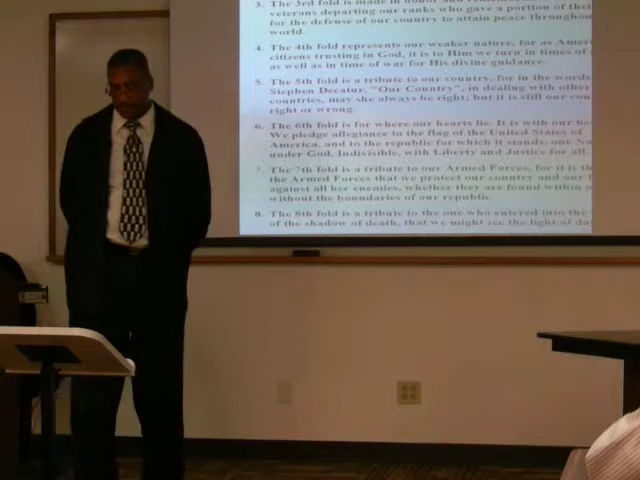 3. The 3rd fold is made in honor and
veterans departing our ranks who gave a portion of thei
for the defense of our country to attain peace throughou
world.
4. The 4th fold represents our weaker nature, for as Amer
citizens trusting in God, it is to Him we turn in times of
as well as in time of war for His divine guidance.
5. The 5th fold is a tribute to our country, for in the words
Stephen Decatur, "Our Country", in dealing with other
countries, may she always be right; but it is still our cou
right or wrong.
6. The 6th fold is for where our hearts lie. It is with our he
We pledge allegiance to the flag of the United States of
America, and to the republic for which it stands, one Na
under God, Indivisible, with Liberty and Justice for all.
7. The 7th fold is a tribute to our Armed Forces, for it is th
the Armed Forces that we protect our country and our f
against all her enemies, whether they are found within o
without the boundaries of our republic.
8. The 8th fold is a tribute to the one who entered into the
of the shadow of death, that we might see the light of da